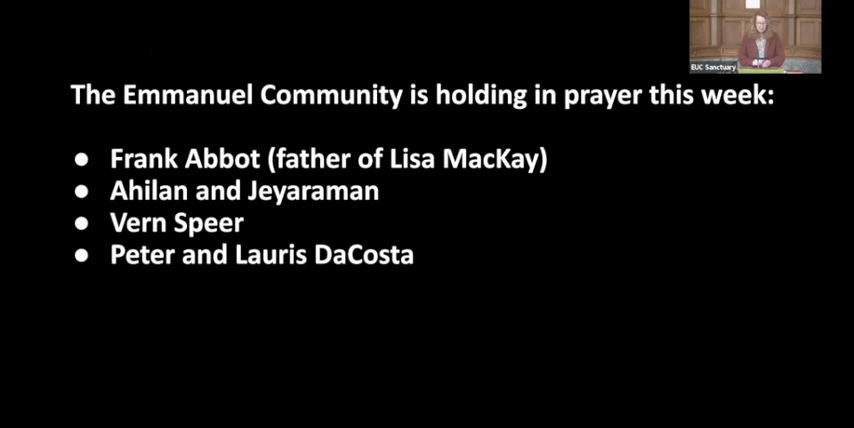 EUC Sanctuary
The Emmanuel Community is holding in prayer this week:
● Frank Abbot (father of Lisa MacKay)
● Ahilan and Jeyaraman
● Vern Speer
● Peter and Lauris DaCosta